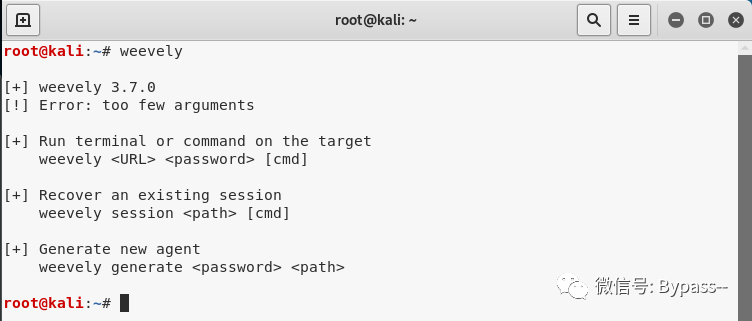 root@kali: ~
root@kali:~# weevely
[+] weevely 3.7.0
[!] Error: too few arguments
[+] Run terminal or command on the target
weevely <URL> <password> [cmd]
[+] Recover an existing session
weevely session <path> [cmd]
[+] Generate new agent
weevely generate <password> <path>
root@kali:~#
微信号: Bypass--